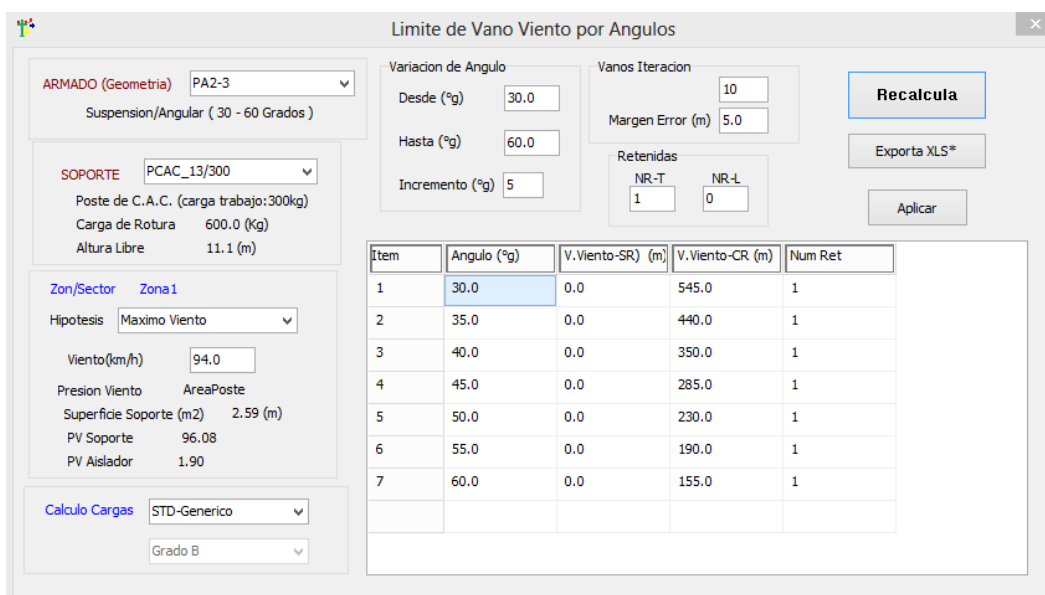 Limite de Vano Viento por Angulos
ARMADO (Geometria) PA2-3
Suspension/Angular ( 30 - 60 Grados )
SOPORTE PCAC_13/300
Poste de C.A.C. (carga trabajo:300kg)
Carga de Rotura 600.0 (Kg)
Altura Libre 11.1 (m)
Zon/Sector Zona1
Hipotesis Maximo Viento
Viento(km/h) 94.0
Presion Viento AreaPoste
Superficie Soporte (m2) 2.59 (m)
PV Soporte 96.08
PV Aislador 1.90
Calculo Cargas STD-Generico
Grado B
Variacion de Angulo
Desde (ºg) 30.0
Hasta (ºg) 60.0
Incremento (ºg) 5
Vanos Iteracion
10
Margen Error (m) 5.0
Retenidas
NR-T NR-L
1 0
Recalcula
Exporta XLS*
Aplicar
Item Angulo (ºg) V.Viento-SR) (m) V.Viento-CR (m) Num Ret
1 30.0 0.0 545.0 1
2 35.0 0.0 440.0 1
3 40.0 0.0 350.0 1
4 45.0 0.0 285.0 1
5 50.0 0.0 230.0 1
6 55.0 0.0 190.0 1
7 60.0 0.0 155.0 1